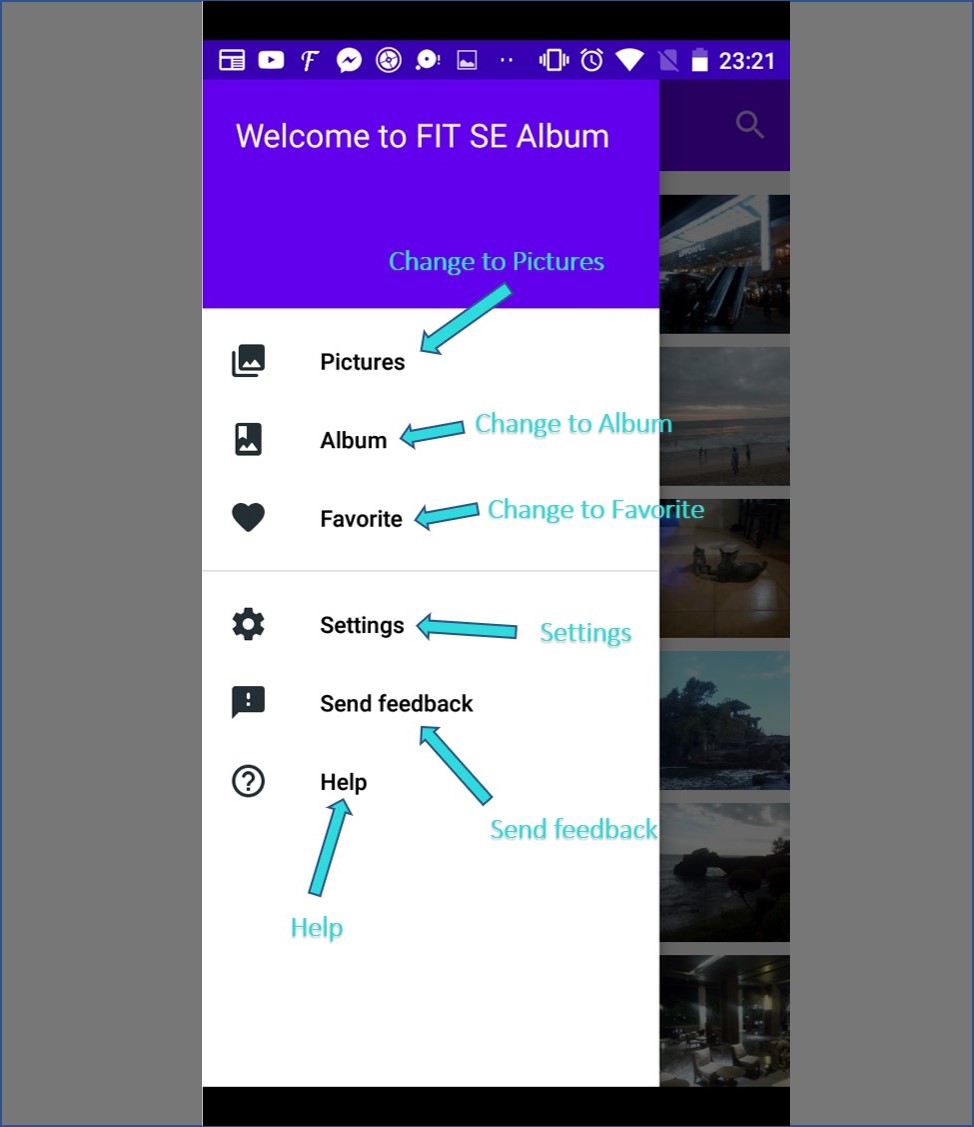 23:21
Welcome to FIT SE Album
Change to Pictures
Pictures
Change to Album
Album
Change to Favorite
Favorite
Settings
Settings
Send feedback
Send feedback
Help
Help